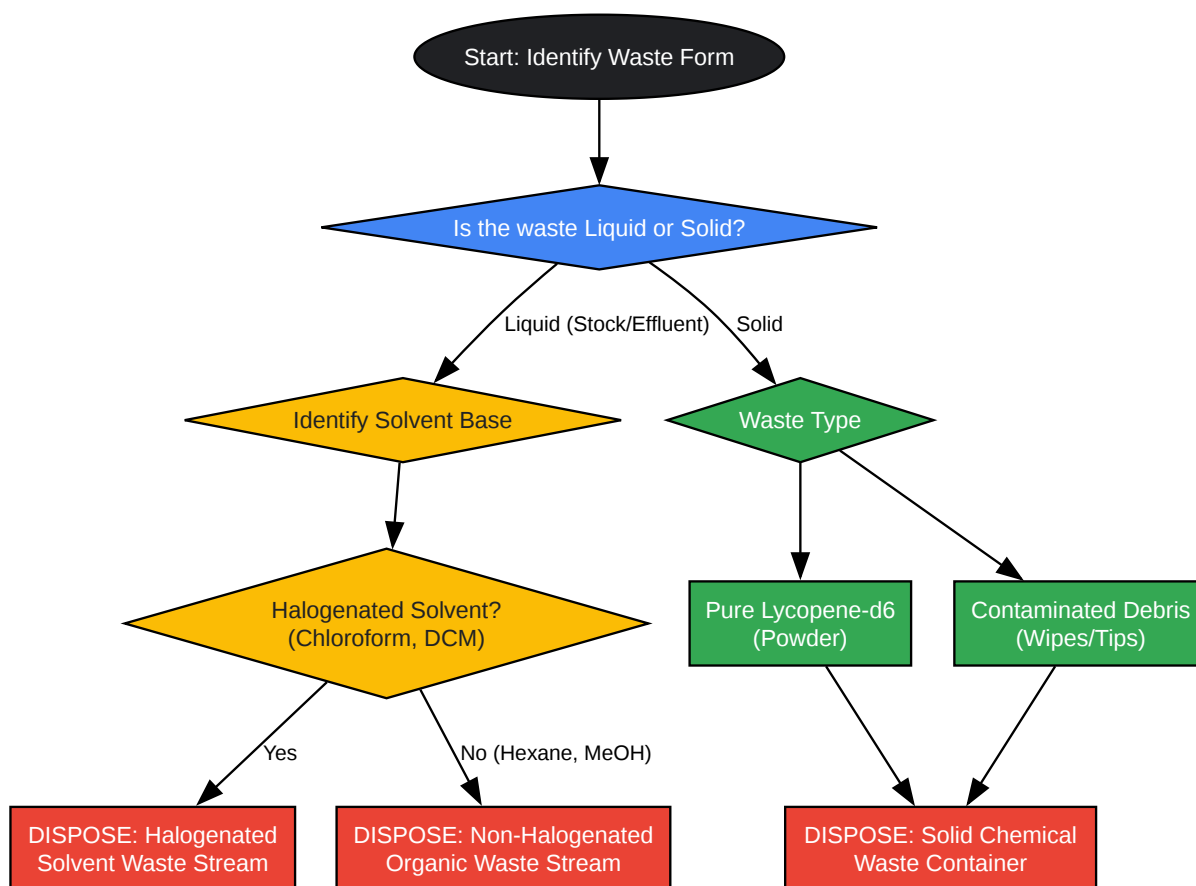 Start: Identify Waste Form
Is the waste Liquid or Solid?
Liquid (Stock/Effluent)
Solid
Identify Solvent Base
Waste Type
Halogenated Solvent?
(Chloroform, DCM)
Pure Lycopene-d6
(Powder)
Contaminated Debris
(Wipes/Tips)
Yes
No (Hexane, MeOH)
DISPOSE: Halogenated
Solvent Waste Stream
DISPOSE: Non-Halogenated
Organic Waste Stream
DISPOSE: Solid Chemical
Waste Container